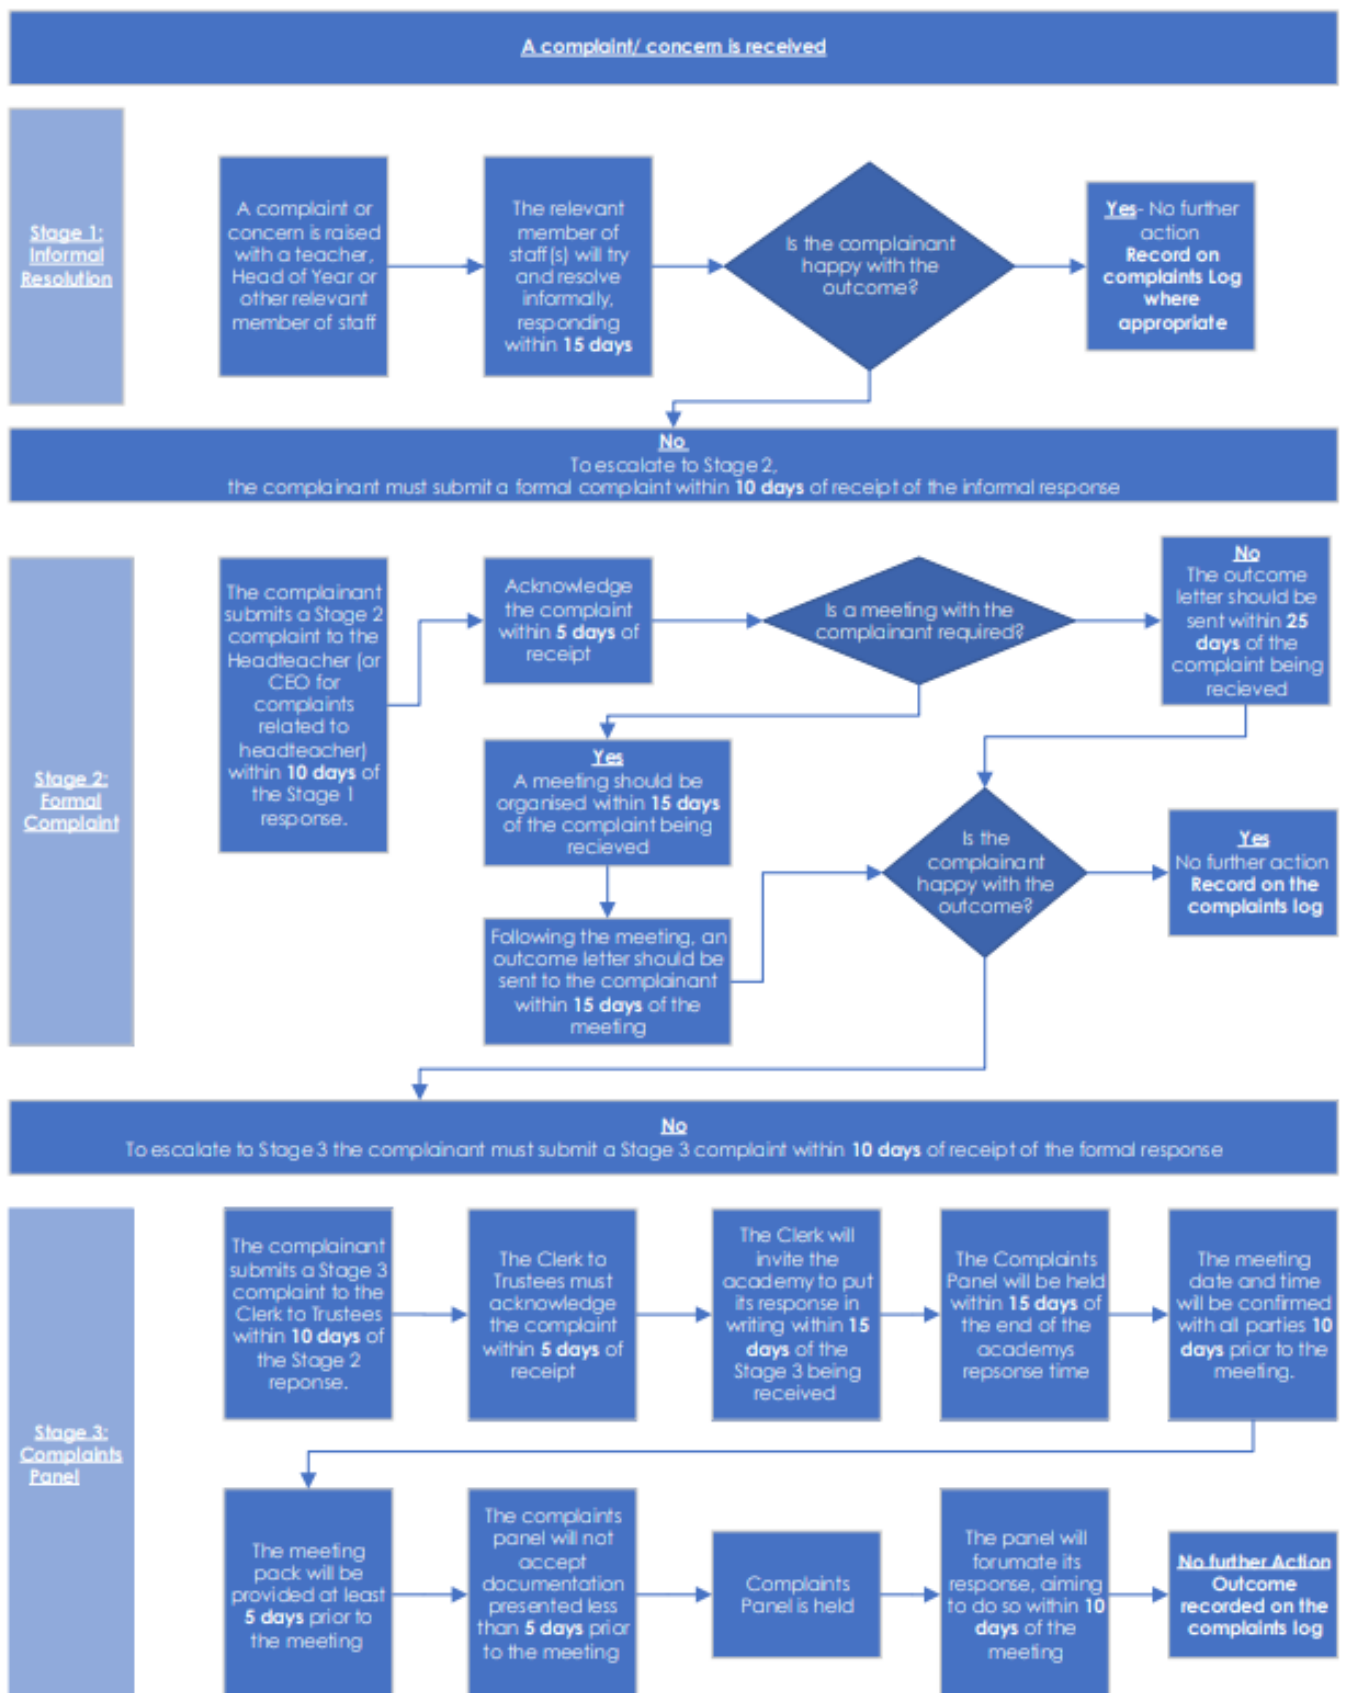 A complaint/ concern is received
Stage 1:
Informal
Resolution
A complaint or
concern is raised
with a teacher,
Head of Year or
other relevant
member of staff
The relevant
member of
staff(s) will try
and resolve
informally,
responding
within 15 days
Is the complainant
happy with the
outcome?
Yes- No further
action
Record on
complaints Log
where
appropriate
No
To escalate to Stage 2,
the complainant must submit a formal complaint within 10 days of receipt of the informal response
Stage 2:
Formal
Complaint
The complainant
submits a Stage 2
complaint to the
Headteacher (or
CEO for
complaints
related to
headteacher)
within 10 days of
the Stage 1
response.
Acknowledge
the complaint
within 5 days of
receipt
Is a meeting with the
complainant required?
No
The outcome
letter should be
sent within 25
days of the
complaint being
recieved
Yes
A meeting should be
organised within 15 days
of the complaint being
recieved
Following the meeting, an
outcome letter should be
sent to the complainant
within 15 days of the
meeting
Is the
complainant
happy with the
outcome?
Yes
No further action
Record on the
complaints log
No
To escalate to Stage 3 the complainant must submit a Stage 3 complaint within 10 days of receipt of the formal response
Stage 3:
Complaints
Panel
The complainant
submits a Stage 3
complaint to the
Clerk to Trustees
within 10 days of
the Stage 2
reponse.
The Clerk to
Trustees must
acknowledge
the complaint
within 5 days of
receipt
The Clerk will
invite the
academy to put
its response in
writing within 15
days of the
Stage 3 being
received
The Complaints
Panel will be held
within 15 days of
the end of the
academys
repsonse time
The meeting
date and time
will be confirmed
with all parties 10
days prior to the
meeting.
The meeting
pack will be
provided at least
5 days prior to
the meeting
The complaints
panel will not
accept
documentation
presented less
than 5 days prior
to the meeting
Complaints
Panel is held
The panel will
forumate its
response, aiming
to do so within 10
days of the
meeting
No further Action
Outcome
recorded on the
complaints log